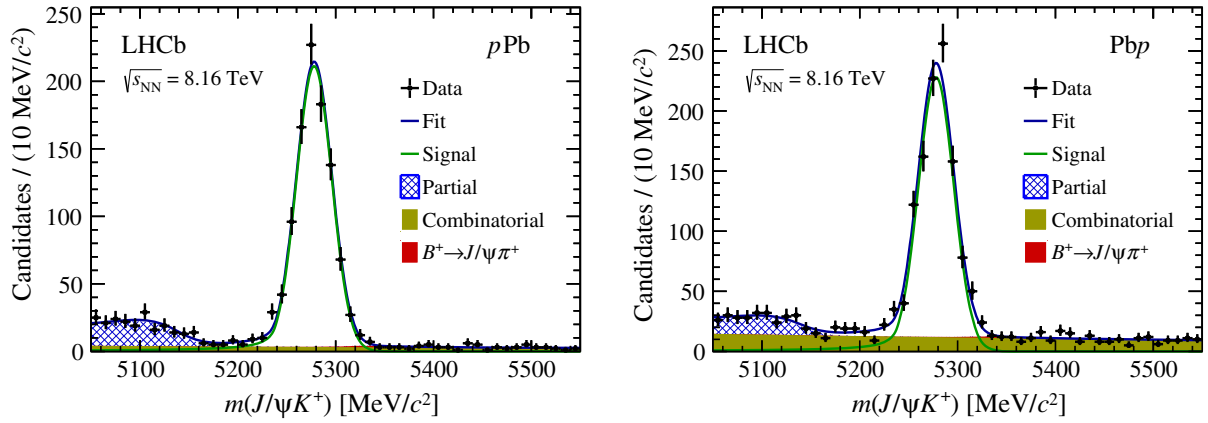 Candidates / (10 MeV/c²)
250
200
150
100
50
0
LHCb
√sNN = 8.16 TeV
pPb
Data
Fit
Signal
Partial
Combinatorial
B⁺→J/ψπ⁺
5100 5200 5300 5400 5500
m(J/ψK⁺) [MeV/c²]
Candidates / (10 MeV/c²)
250
200
150
100
50
0
LHCb
√sNN = 8.16 TeV
Pbp
Data
Fit
Signal
Partial
Combinatorial
B⁺→J/ψπ⁺
5100 5200 5300 5400 5500
m(J/ψK⁺) [MeV/c²]